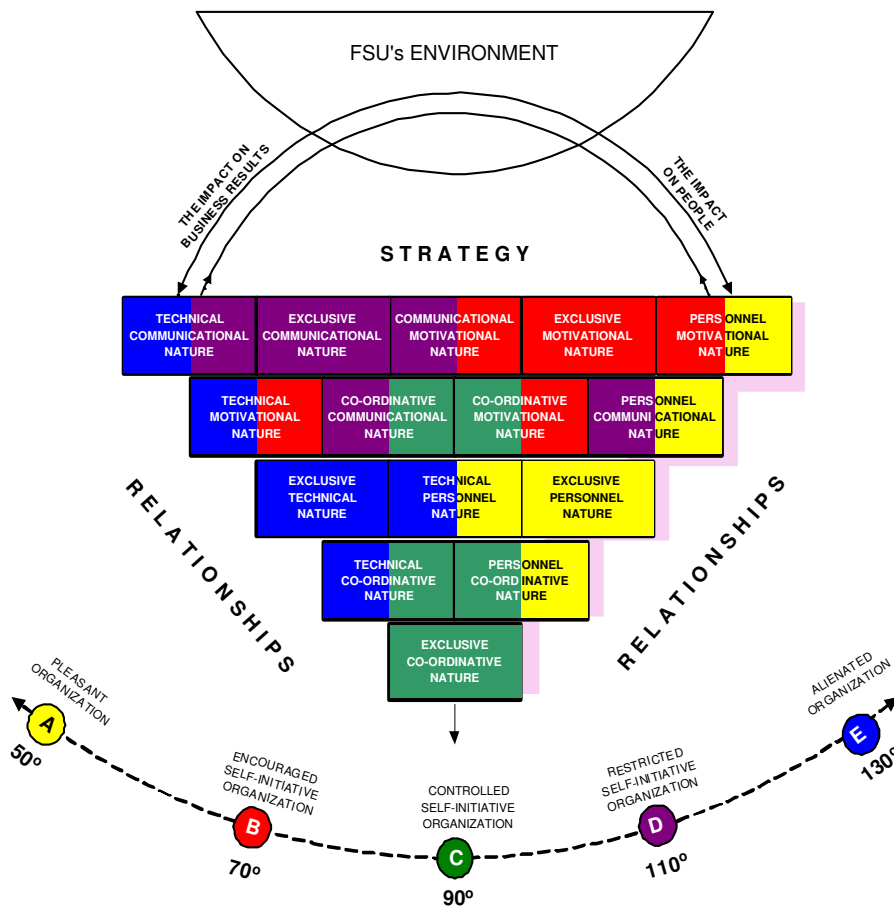 FSU's ENVIRONMENT
THE IMPACT ON
BUSINESS RESULTS
THE IMPACT
ON PEOPLE
STRATEGY
TECHNICAL
COMMUNICATIONAL
NATURE
EXCLUSIVE
COMMUNICATIONAL
NATURE
COMMUNICATIONAL
MOTIVATIONAL
NATURE
EXCLUSIVE
MOTIVATIONAL
NATURE
PERSONNEL
MOTIVATIONAL
NATURE
TECHNICAL
MOTIVATIONAL
NATURE
CO-ORDINATIVE
COMMUNICATIONAL
NATURE
CO-ORDINATIVE
MOTIVATIONAL
NATURE
PERSONNEL
COMMUNICATIONAL
NATURE
EXCLUSIVE
TECHNICAL
NATURE
TECHNICAL
PERSONNEL
NATURE
EXCLUSIVE
PERSONNEL
NATURE
TECHNICAL
CO-ORDINATIVE
NATURE
PERSONNEL
CO-ORDINATIVE
NATURE
EXCLUSIVE
CO-ORDINATIVE
NATURE
RELATIONSHIPS
RELATIONSHIPS
PLEASANT
ORGANIZATION
A
50º
ENCOURAGED
SELF-INITIATIVE
ORGANIZATION
B
70º
CONTROLLED
SELF-INITIATIVE
ORGANIZATION
C
90º
RESTRICTED
SELF-INITIATIVE
ORGANIZATION
D
110º
ALIENATED
ORGANIZATION
E
130º